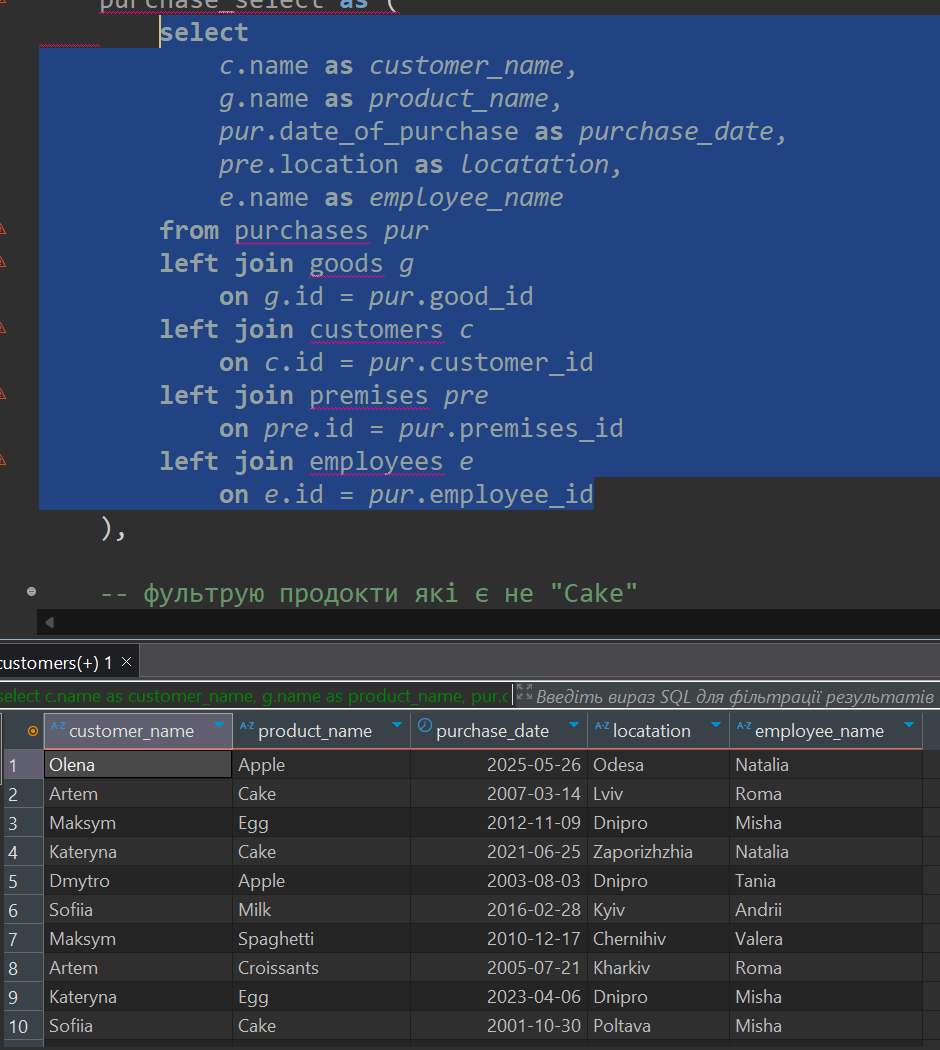 purchase_select as (
select
c.name as customer_name,
g.name as product_name,
pur.date_of_purchase as purchase_date,
pre.location as locatation,
e.name as employee_name
from purchases pur
left join goods g
on g.id = pur.good_id
left join customers c
on c.id = pur.customer_id
left join premises pre
on pre.id = pur.premises_id
left join employees e
on e.id = pur.employee_id
),
-- фультрую продокти які є не "Cake"
customers(+) 1 ×
select c.name as customer_name, g.name as product_name, pur.c Введіть вираз SQL для фільтрації результатів
A-Z customer_name A-Z product_name purchase_date A-Z locatation A-Z employee_name
1 Olena Apple 2025-05-26 Odesa Natalia
2 Artem Cake 2007-03-14 Lviv Roma
3 Maksym Egg 2012-11-09 Dnipro Misha
4 Kateryna Cake 2021-06-25 Zaporizhzhia Natalia
5 Dmytro Apple 2003-08-03 Dnipro Tania
6 Sofiia Milk 2016-02-28 Kyiv Andrii
7 Maksym Spaghetti 2010-12-17 Chernihiv Valera
8 Artem Croissants 2005-07-21 Kharkiv Roma
9 Kateryna Egg 2023-04-06 Dnipro Misha
10 Sofiia Cake 2001-10-30 Poltava Misha